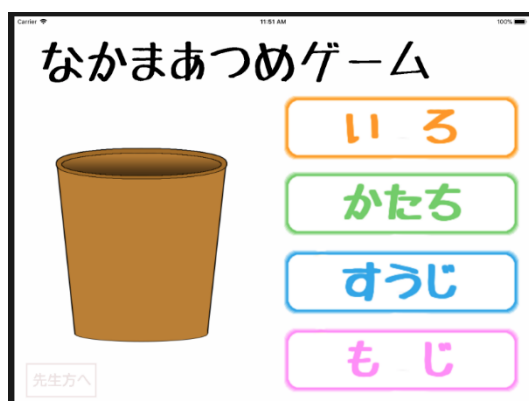 Carrier 11:51 AM 100%
なかまあつめゲーム
い ろ
かたち
すうじ
も じ
先生方へ